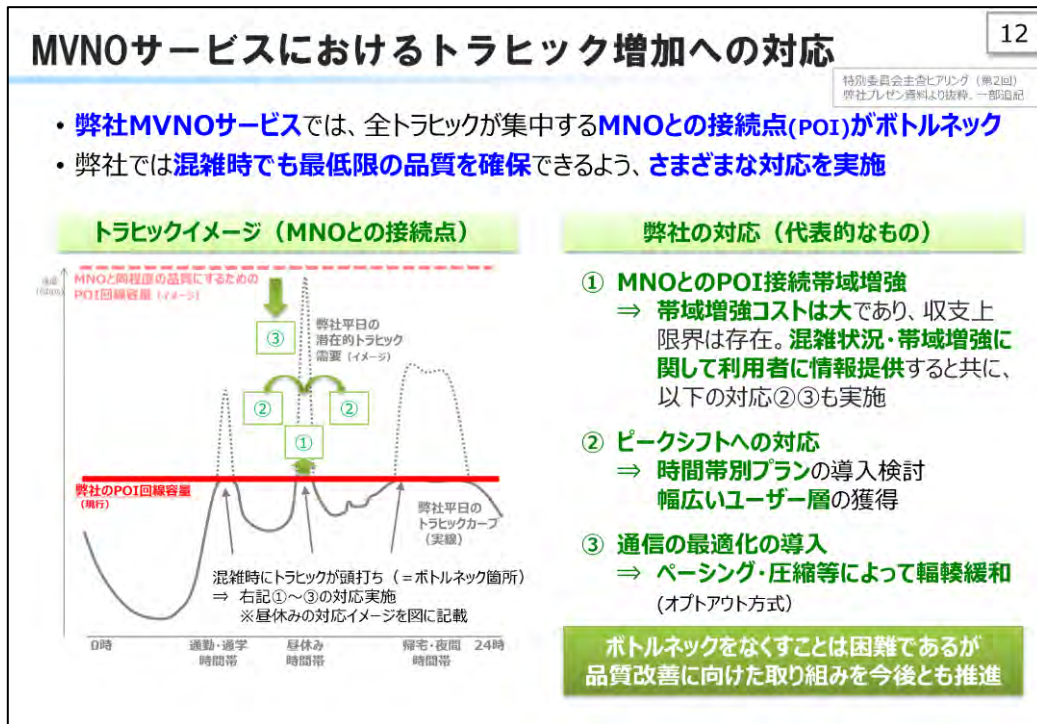 MVNOサービスにおけるトラヒック増加への対応
12
特別委員会主査ヒアリング（第2回）
弊社プレゼン資料より抜粋、一部追記
• 弊社MVNOサービスでは、全トラヒックが集中するMNOとの接続点(POI)がボトルネック
• 弊社では混雑時でも最低限の品質を確保できるよう、さまざまな対応を実施
トラヒックイメージ（MNOとの接続点）
MNOと同程度の品質にするための
POI回線容量（イメージ）
③
弊社平日の
潜在的トラヒック
需要（イメージ）
②
②
①
弊社のPOI回線容量
(現行)
弊社平日の
トラヒックカーブ
（実線）
混雑時にトラヒックが頭打ち（＝ボトルネック箇所）
⇒ 右記①～③の対応実施
※昼休みの対応イメージを図に記載
0時
通勤・通学
時間帯
昼休み
時間帯
帰宅・夜間
時間帯
24時
弊社の対応（代表的なもの）
① MNOとのPOI接続帯域増強
⇒ 帯域増強コストは大であり、収支上
限界は存在。混雑状況・帯域増強に
関して利用者に情報提供すると共に、
以下の対応②③も実施
② ピークシフトへの対応
⇒ 時間帯別プランの導入検討
幅広いユーザー層の獲得
③ 通信の最適化の導入
⇒ ペーシング・圧縮等によって輻輳緩和
(オプトアウト方式)
ボトルネックをなくすことは困難であるが
品質改善に向けた取り組みを今後とも推進